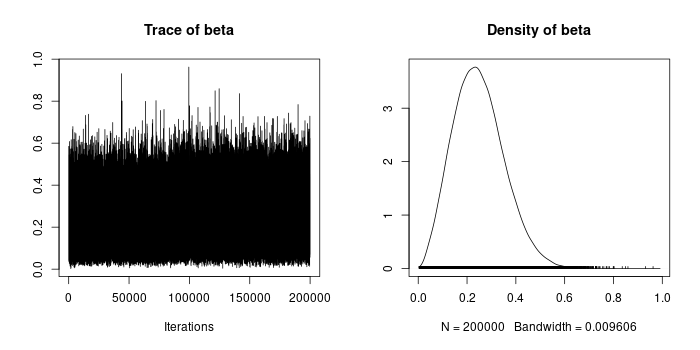 Trace of beta
1.0
0.8
0.6
0.4
0.2
0.0
0 50000 100000 150000 200000
Iterations
Density of beta
3
2
1
0
0.0 0.2 0.4 0.6 0.8 1.0
N = 200000 Bandwidth = 0.009606